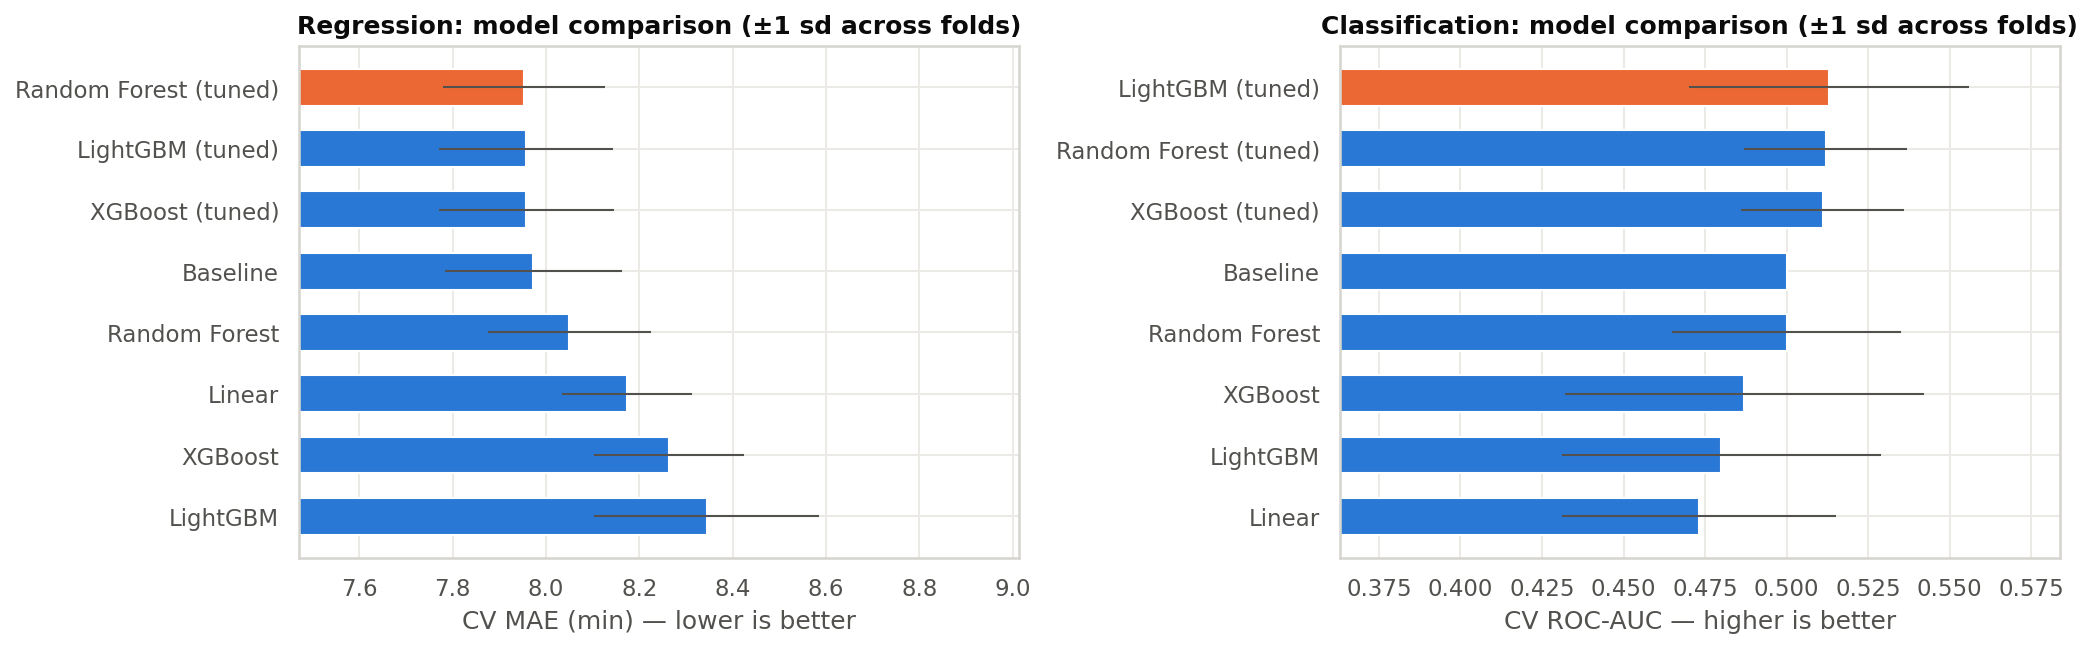 Regression: model comparison (±1 sd across folds)
Random Forest (tuned)
LightGBM (tuned)
XGBoost (tuned)
Baseline
Random Forest
Linear
XGBoost
LightGBM
7.6 7.8 8.0 8.2 8.4 8.6 8.8 9.0
CV MAE (min) — lower is better
Classification: model comparison (±1 sd across folds)
LightGBM (tuned)
Random Forest (tuned)
XGBoost (tuned)
Baseline
Random Forest
XGBoost
LightGBM
Linear
0.375 0.400 0.425 0.450 0.475 0.500 0.525 0.550 0.575
CV ROC-AUC — higher is better